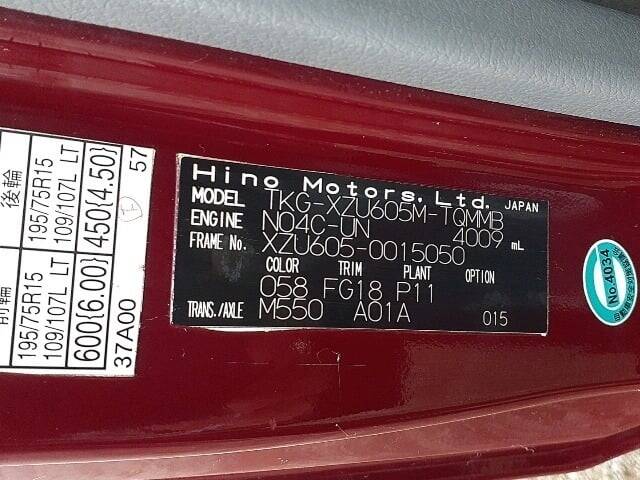 Hino Motors, Ltd. JAPAN
MODEL TKG-XZU605M-TQMMB
ENGINE N04C-UN 4009 mL
FRAME No. XZU605-0015050
COLOR TRIM PLANT OPTION
058 FG18 P11
TRANS./AXLE M550 A01A 015
前輪 後輪
195/75R15 195/75R15
109/107L LT 109/107L LT
600{6.00} 450{4.50}
37A00 57
No.4034